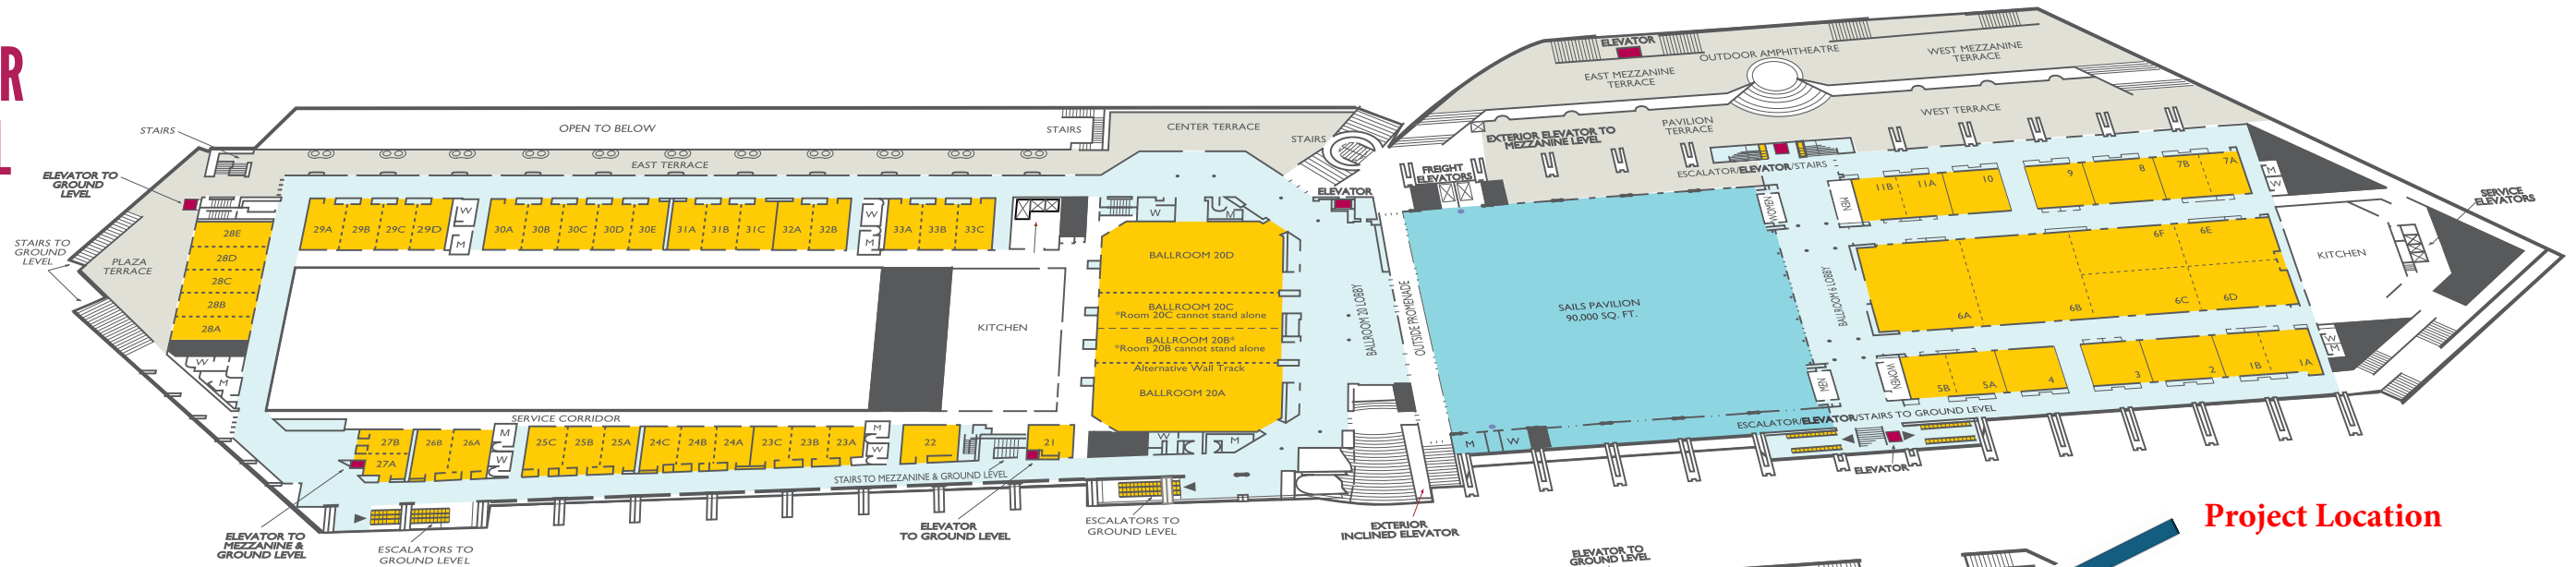 R
L
ELEVATOR
OUTDOOR AMPHITHEATRE
WEST MEZZANINE
TERRACE
EAST MEZZANINE
TERRACE
WEST TERRACE
PAVILION
TERRACE
EXTERIOR ELEVATOR TO
MEZZANINE LEVEL
STAIRS
OPEN TO BELOW
STAIRS
CENTER TERRACE
STAIRS
EAST TERRACE
ELEVATOR TO
GROUND
LEVEL
FREIGHT
ELEVATORS
ESCALATOR/ELEVATOR/STAIRS
ELEVATOR
SERVICE
ELEVATORS
STAIRS TO
GROUND
LEVEL
PLAZA
TERRACE
28E
28D
28C
28B
28A
W
M
29A
29B
29C
29D
W
M
30A
30B
30C
30D
30E
31A
31B
31C
32A
32B
W
M
33A
33B
33C
W
M
BALLROOM 20D
BALLROOM 20C
*Room 20C cannot stand alone
BALLROOM 20B*
*Room 20B cannot stand alone
Alternative Wall Track
BALLROOM 20A
W
M
KITCHEN
BALLROOM 20 LOBBY
OUTSIDE PROMENADE
SAILS PAVILION
90,000 SQ. FT.
M
W
WOMEN
MEN
MEN
WOMEN
BALLROOM 6 LOBBY
11B
11A
10
9
8
7B
7A
M
W
6F
6E
6A
6B
6C
6D
KITCHEN
W
M
5B
5A
4
3
2
1B
1A
ESCALATOR/ELEVATOR/STAIRS TO GROUND LEVEL
ELEVATOR
SERVICE CORRIDOR
27B
27A
26B
26A
M
W
25C
25B
25A
24C
24B
24A
23C
23B
23A
M
W
22
21
STAIRS TO MEZZANINE & GROUND LEVEL
ELEVATOR TO
MEZZANINE &
GROUND LEVEL
ESCALATORS TO
GROUND LEVEL
ELEVATOR
TO GROUND LEVEL
ESCALATORS TO
GROUND LEVEL
EXTERIOR
INCLINED ELEVATOR
ELEVATOR TO
GROUND LEVEL
Project Location